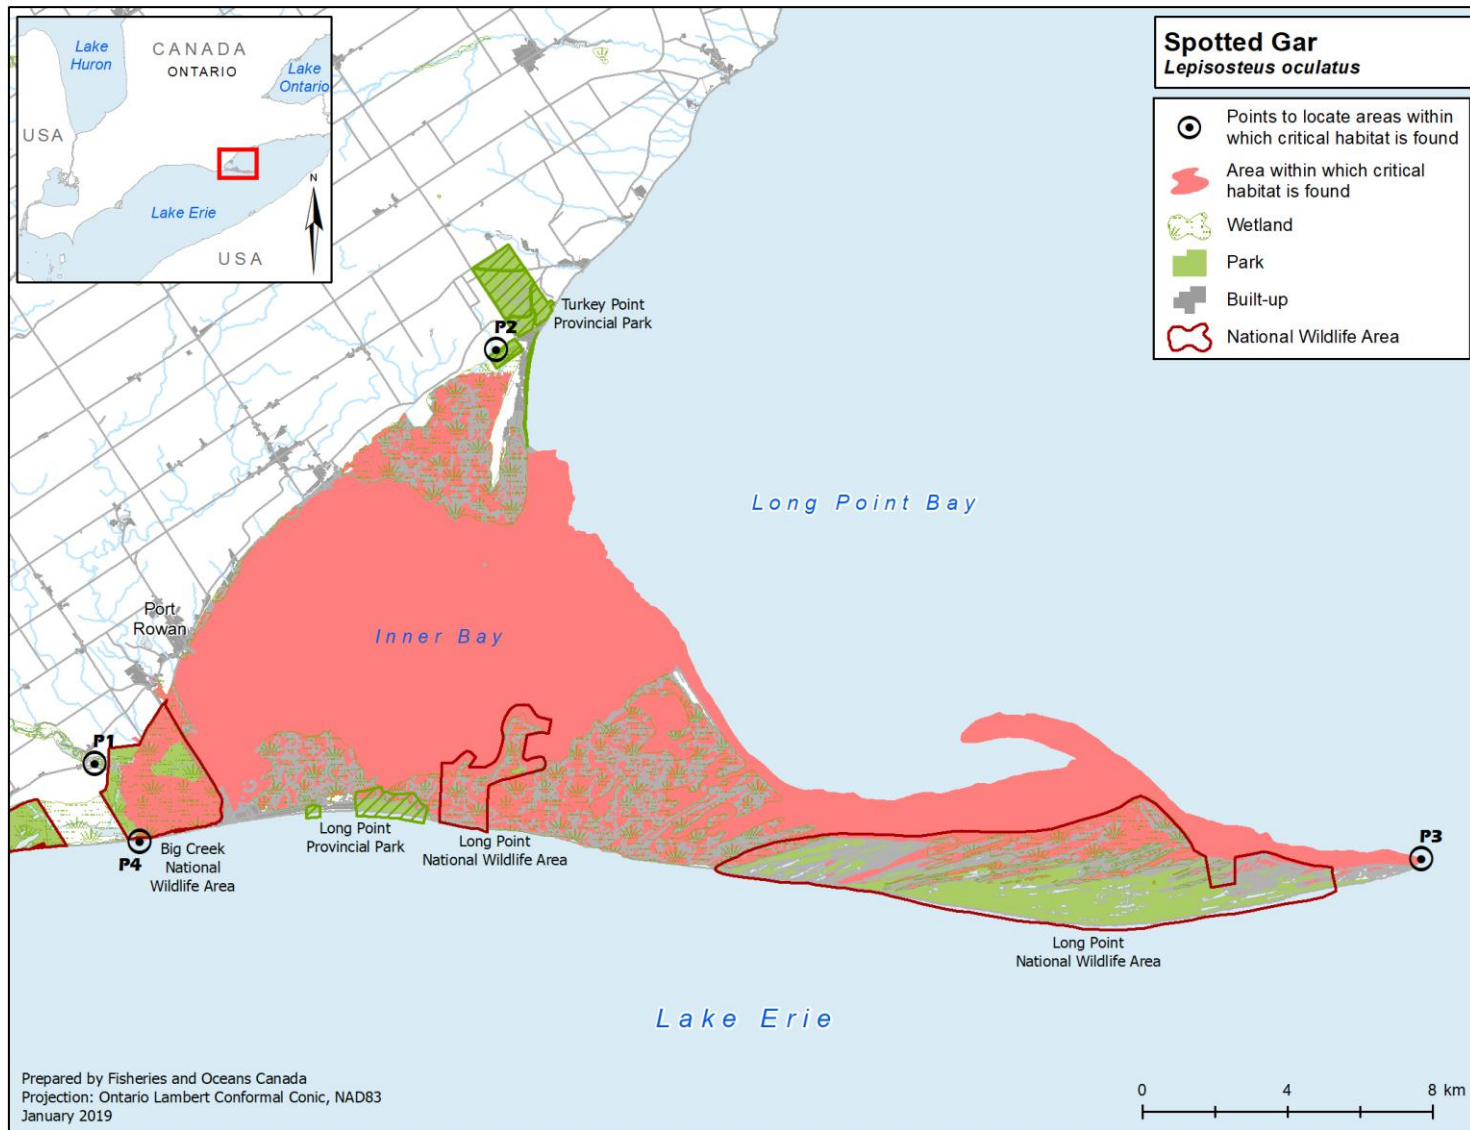 Lake
Huron
CANADA
ONTARIO
Lake
Ontario
USA
Lake Erie
N
USA
Spotted Gar
Lepisosteus oculatus
Points to locate areas within
which critical habitat is found
Area within which critical
habitat is found
Wetland
Park
Built-up
National Wildlife Area
Turkey Point
Provincial Park
P2
Long Point Bay
Port
Rowan
Inner Bay
P1
P4
Big Creek
National
Wildlife Area
Long Point
Provincial Park
Long Point
National Wildlife Area
P3
Long Point
National Wildlife Area
Lake Erie
Prepared by Fisheries and Oceans Canada
Projection: Ontario Lambert Conformal Conic, NAD83
January 2019
0 4 8 km